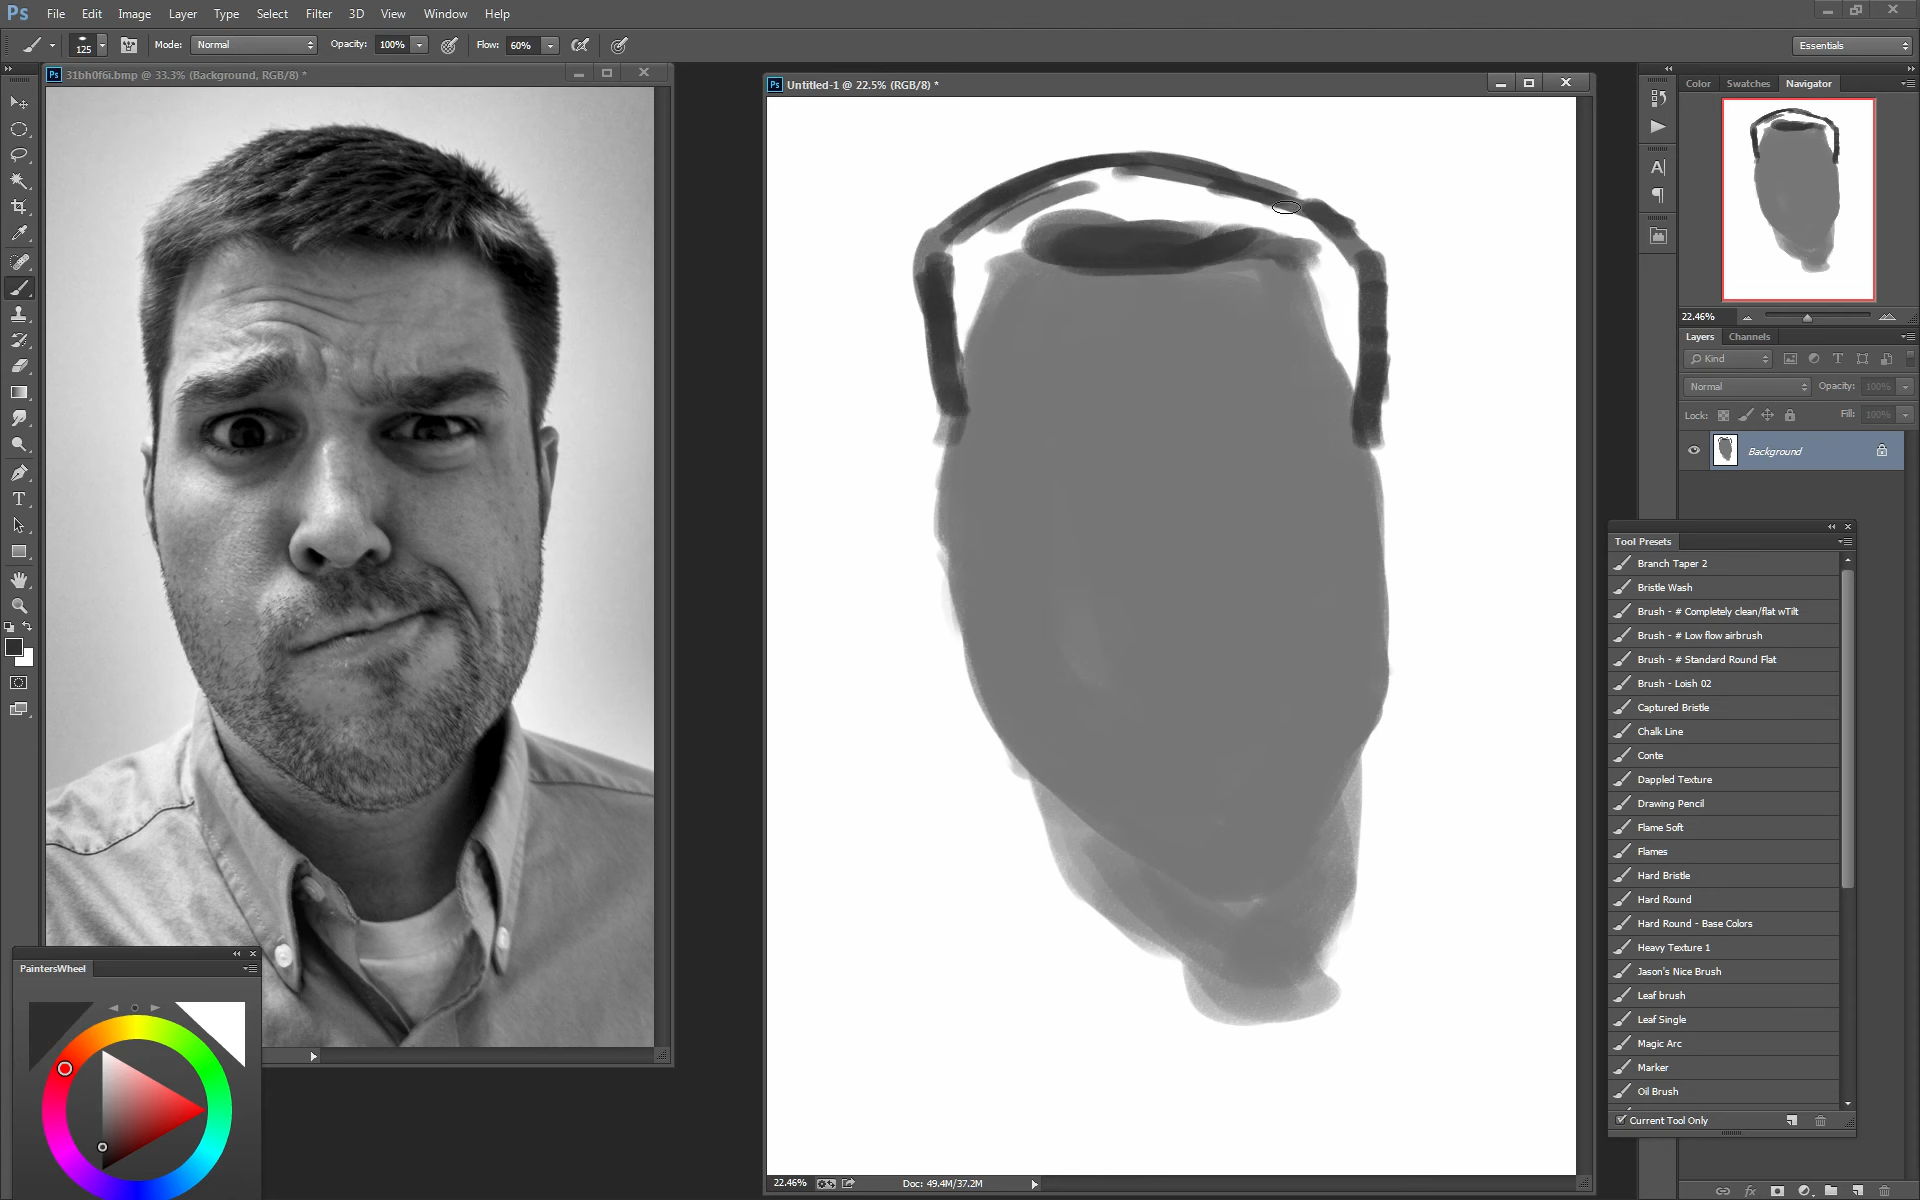 Ps File Edit Image Layer Type Select Filter 3D View Window Help
125 Mode: Normal Opacity: 100% Flow: 60% Essentials
Ps 31bh0f6i.bmp @ 33.3% (Background, RGB/8) *
Ps Untitled-1 @ 22.5% (RGB/8) *
Color Swatches Navigator
22.46%
Layers Channels
Kind
Normal Opacity: 100%
Lock: Fill: 100%
Background
Tool Presets
Branch Taper 2
Bristle Wash
Brush - # Completely clean/flat wTilt
Brush - # Low flow airbrush
Brush - # Standard Round Flat
Brush - Loish 02
Captured Bristle
Chalk Line
Conte
Dappled Texture
Drawing Pencil
Flame Soft
Flames
Hard Bristle
Hard Round
Hard Round - Base Colors
Heavy Texture 1
Jason's Nice Brush
Leaf brush
Leaf Single
Magic Arc
Marker
Oil Brush
Current Tool Only
PaintersWheel
22.46% Doc: 49.4M/37.2M